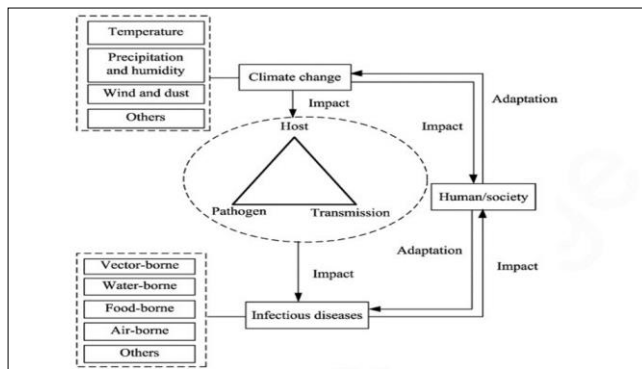 Temperature
Precipitation
and humidity
Wind and dust
Others
Climate change
Impact
Adaptation
Host
Impact
Pathogen
Transmission
Human/society
Adaptation
Impact
Impact
Vector-borne
Water-borne
Food-borne
Air-borne
Others
Infectious diseases